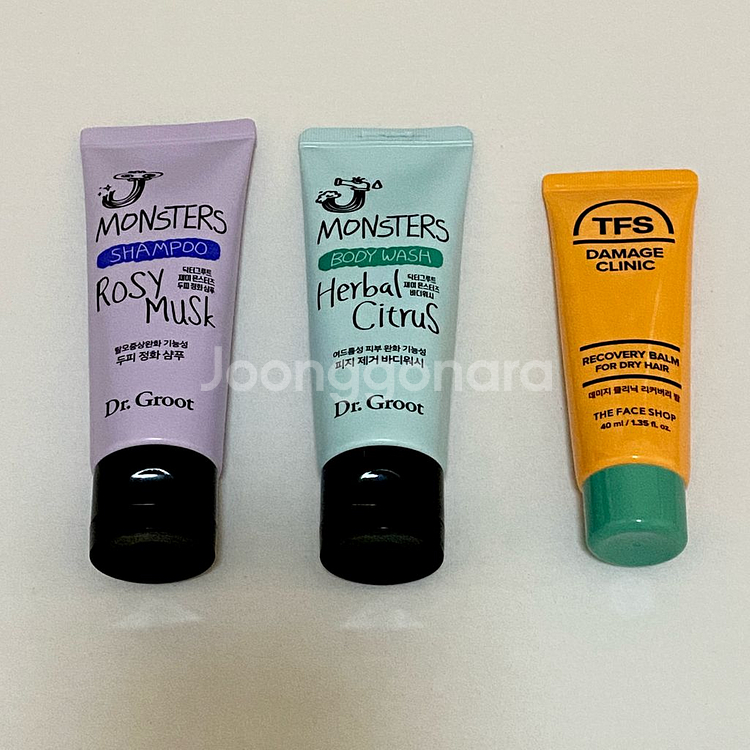 J
MONSTERS
SHAMPOO
ROSY
MUSK
닥터그루트
제이몬스터즈
두피 정화 샴푸
탈모증상완화 기능성
두피 정화 샴푸
Dr. Groot
J
MONSTERS
BODY WASH
Herbal
Citrus
닥터그루트
제이몬스터즈
바디워시
여드름성 피부 완화 기능성
피지 제거 바디워시
Dr. Groot
TFS
DAMAGE
CLINIC
RECOVERY BALM
FOR DRY HAIR
데미지 클리닉 리커버리 밤
THE FACE SHOP
40 ml / 1.35 fl. oz.
Joonggonara